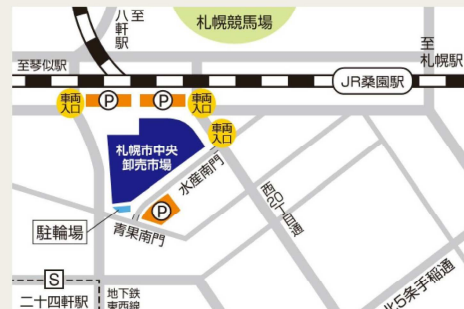 至
八軒駅
札幌競馬場
至
札幌駅
至琴似駅
JR桑園駅
車両
入口
P
P
車両
入口
車両
入口
札幌市中央
卸売市場
水産南門
西20丁目通
P
駐輪場
青果南門
S
二十四軒駅
地下鉄
東西線
北5条手稲通